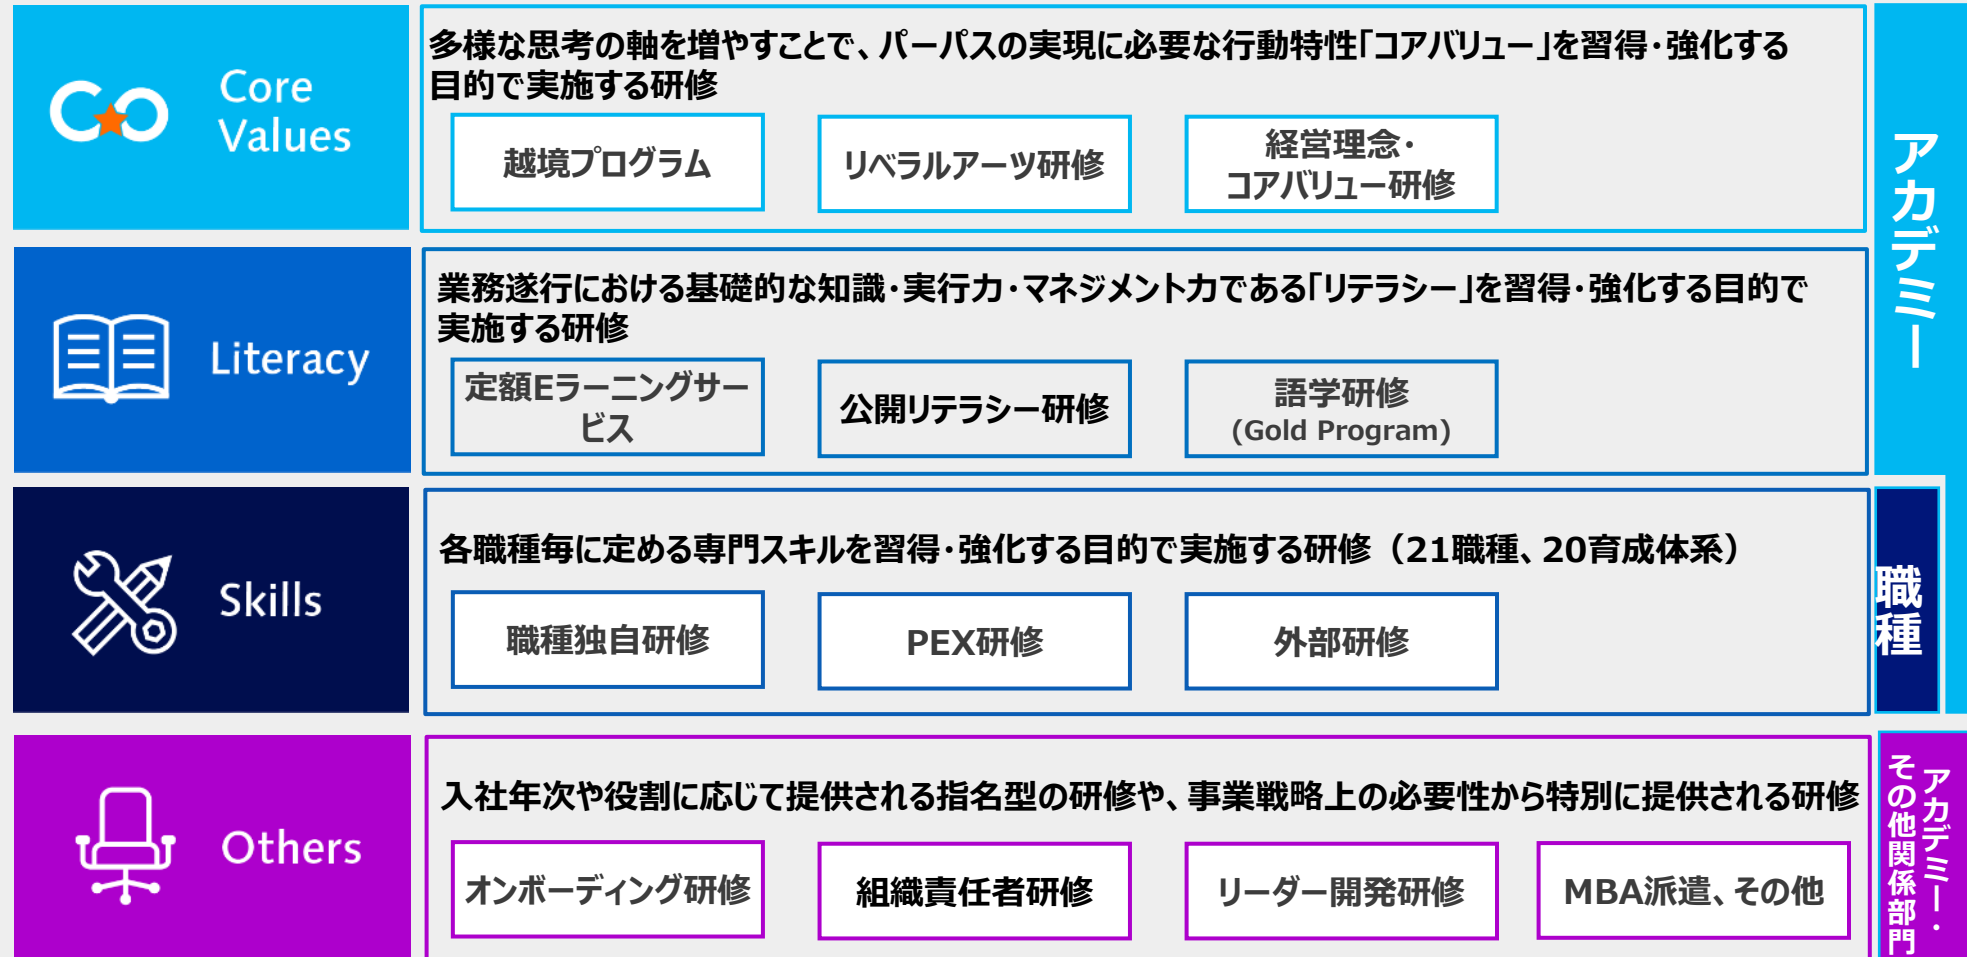 Core
Values
多様な思考の軸を増やすことで、パーパスの実現に必要な行動特性「コアバリュー」を習得・強化する
目的で実施する研修
越境プログラム
リベラルアーツ研修
経営理念・
コアバリュー研修
アカデミー
Literacy
業務遂行における基礎的な知識・実行力・マネジメント力である「リテラシー」を習得・強化する目的で
実施する研修
定額Eラーニングサー
ビス
公開リテラシー研修
語学研修
(Gold Program)
Skills
各職種毎に定める専門スキルを習得・強化する目的で実施する研修（21職種、20育成体系）
職種独自研修
PEX研修
外部研修
職種
Others
入社年次や役割に応じて提供される指名型の研修や、事業戦略上の必要性から特別に提供される研修
オンボーディング研修
組織責任者研修
リーダー開発研修
MBA派遣、その他
アカデミー・
その他関係部門